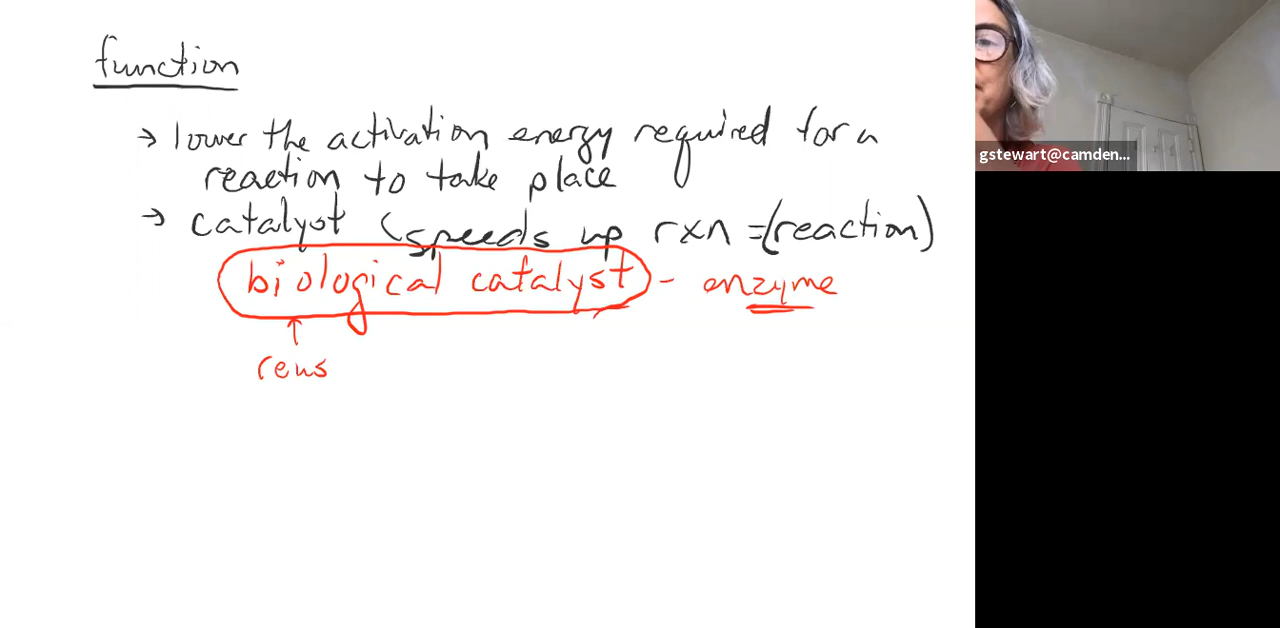 function
→ lower the activation energy required for a
reaction to take place
→ catalyst (speeds up rxn =(reaction)
biological catalyst - enzyme
↑
gstewart@camden...